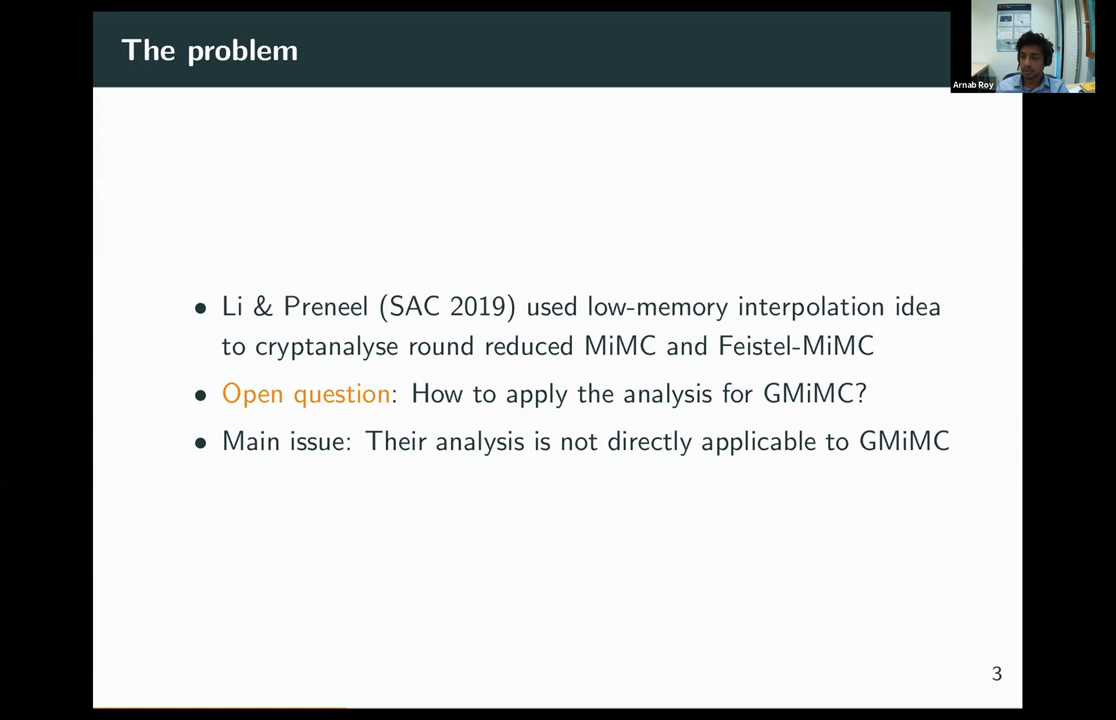 The problem
Arnab Roy
• Li & Preneel (SAC 2019) used low-memory interpolation idea
to cryptanalyse round reduced MiMC and Feistel-MiMC
• Open question: How to apply the analysis for GMiMC?
• Main issue: Their analysis is not directly applicable to GMiMC
3